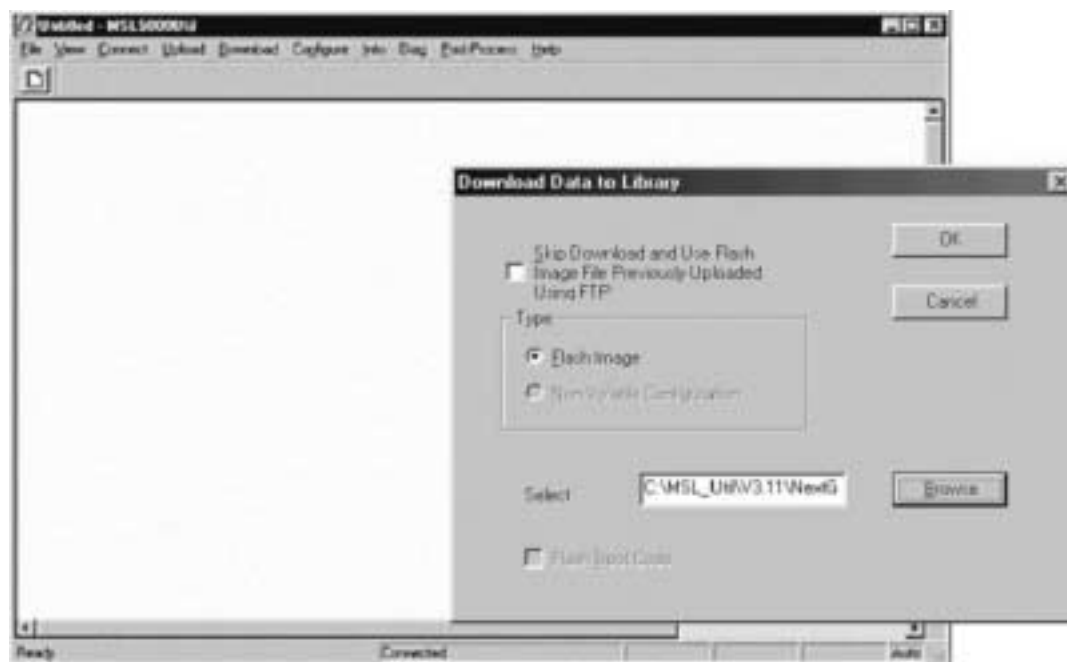 Untitled - MSL5000Util
File View Connect Upload Download Configure Info Diag Post-Process Help
Download Data to Library
Skip Download and Use Flash
Image File Previously Uploaded
Using FTP
OK
Cancel
Type
Flash Image
Non-Volatile Configuration
Select
C:\MSL_Util\V3.11\NextG
Browse
Flash Boot Code
Ready
Connected
Auto